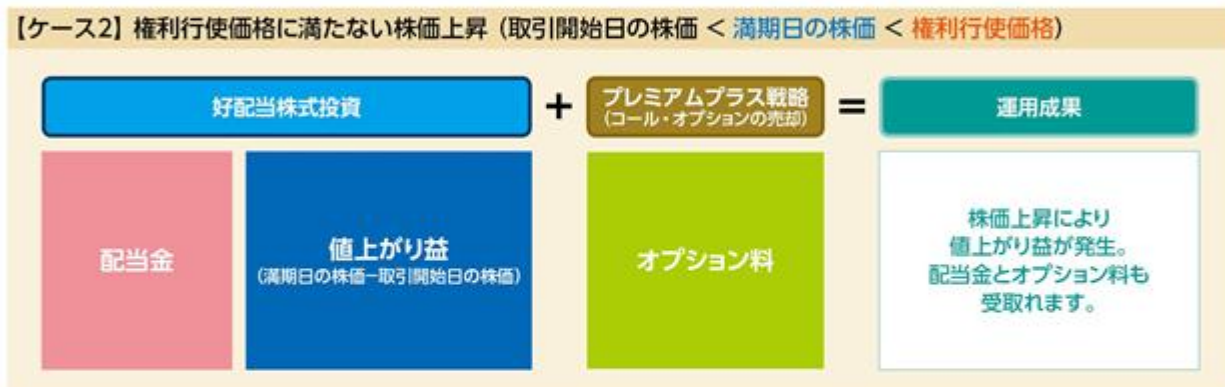 【ケース2】権利行使価格に満たない株価上昇（取引開始日の株価 < 満期日の株価 < 権利行使価格）
好配当株式投資
+
プレミアムプラス戦略
（コール・オプションの売却）
=
運用成果
配当金
値上がり益
（満期日の株価−取引開始日の株価）
オプション料
株価上昇により
値上がり益が発生。
配当金とオプション料も
受取れます。